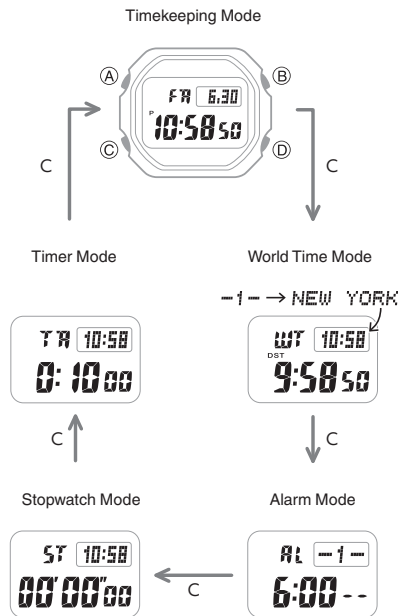 Timekeeping Mode
A
B
FR 6.30
P
10:58 50
C
D
C
C
Timer Mode
World Time Mode
-1- → NEW YORK
TR 10:58
0:10 00
WT 10:58
DST
9:58 50
C
C
Stopwatch Mode
Alarm Mode
ST 10:58
00'00"00
C
AL -1-
6:00 --